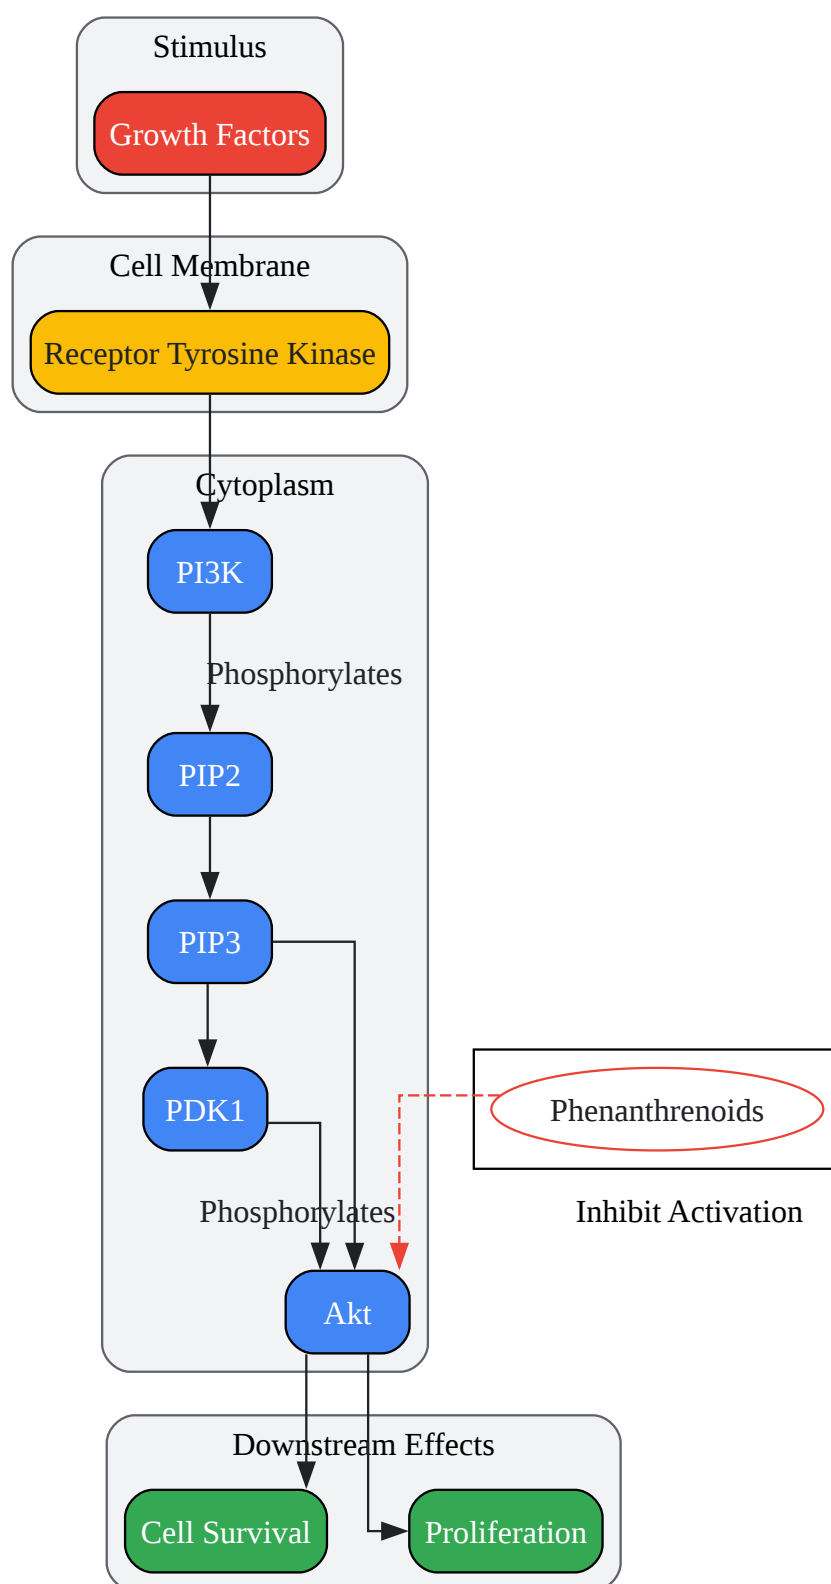 Stimulus
Growth Factors
Cell Membrane
Receptor Tyrosine Kinase
Cytoplasm
PI3K
Phosphorylates
PIP2
PIP3
PDK1
Phenanthrenoids
Phosphorylates
Inhibit Activation
Akt
Downstream Effects
Cell Survival
Proliferation